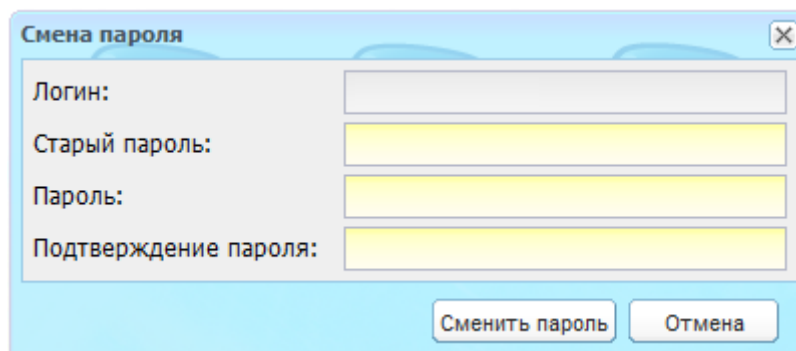 Смена пароля
Логин:
Старый пароль:
Пароль:
Подтверждение пароля:
Сменить пароль Отмена